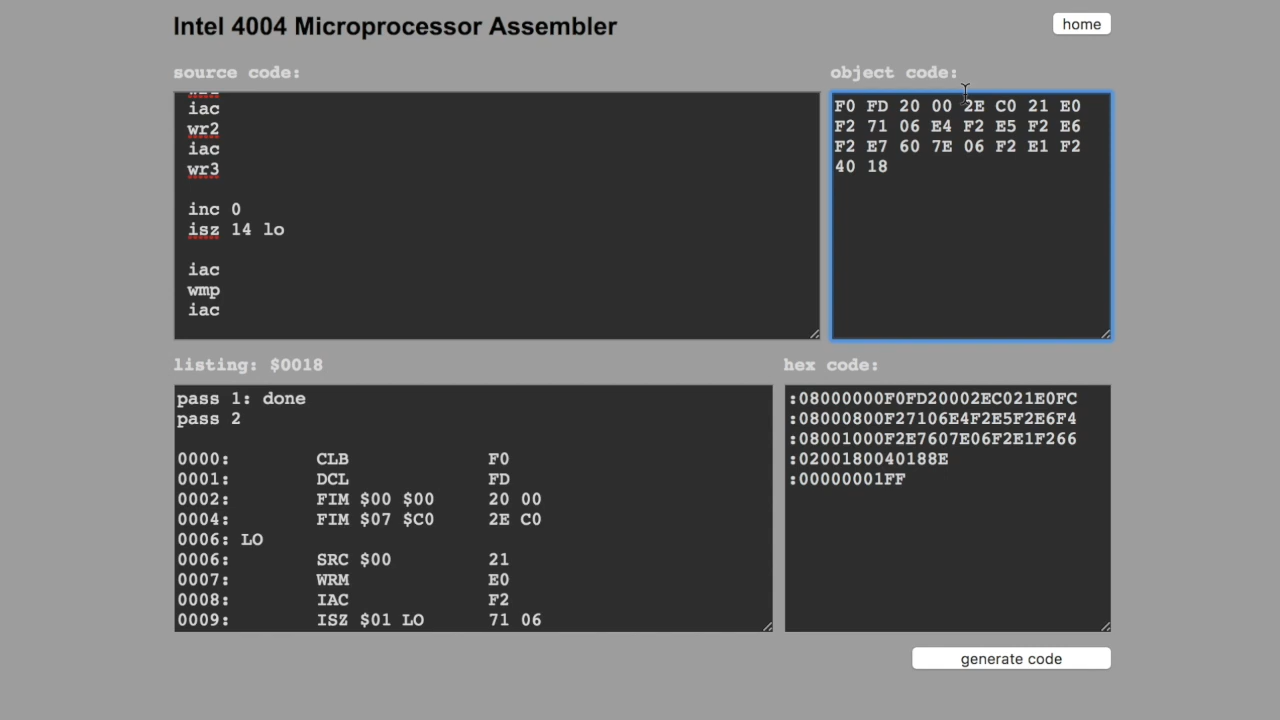 Intel 4004 Microprocessor Assembler
home
source code:
iac
wr2
iac
wr3
inc 0
isz 14 lo
iac
wmp
iac
object code:
F0 FD 20 00 2E C0 21 E0
F2 71 06 E4 F2 E5 F2 E6
F2 E7 60 7E 06 F2 E1 F2
40 18
listing: $0018
pass 1: done
pass 2
0000: CLB F0
0001: DCL FD
0002: FIM $00 $00 20 00
0004: FIM $07 $C0 2E C0
0006: LO
0006: SRC $00 21
0007: WRM E0
0008: IAC F2
0009: ISZ $01 LO 71 06
hex code:
:08000000F0FD20002EC021E0FC
:08000800F27106E4F2E5F2E6F4
:08001000F2E7607E06F2E1F266
:0200180040188E
:00000001FF
generate code